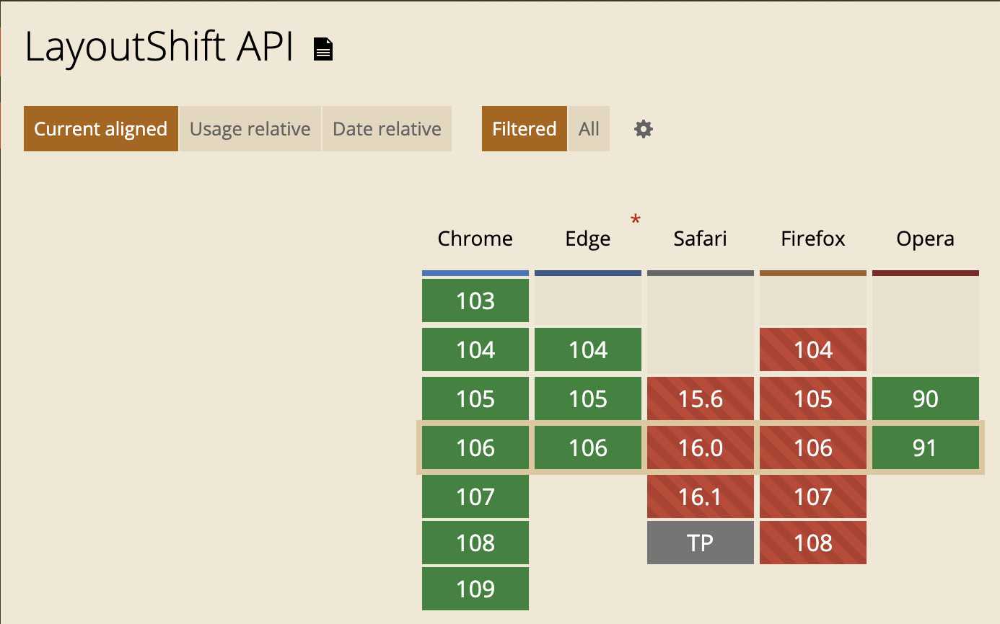 LayoutShift API
Current aligned Usage relative Date relative Filtered All
*
Chrome Edge Safari Firefox Opera
103
104 104 104
105 105 15.6 105 90
106 106 16.0 106 91
107 16.1 107
108 TP 108
109